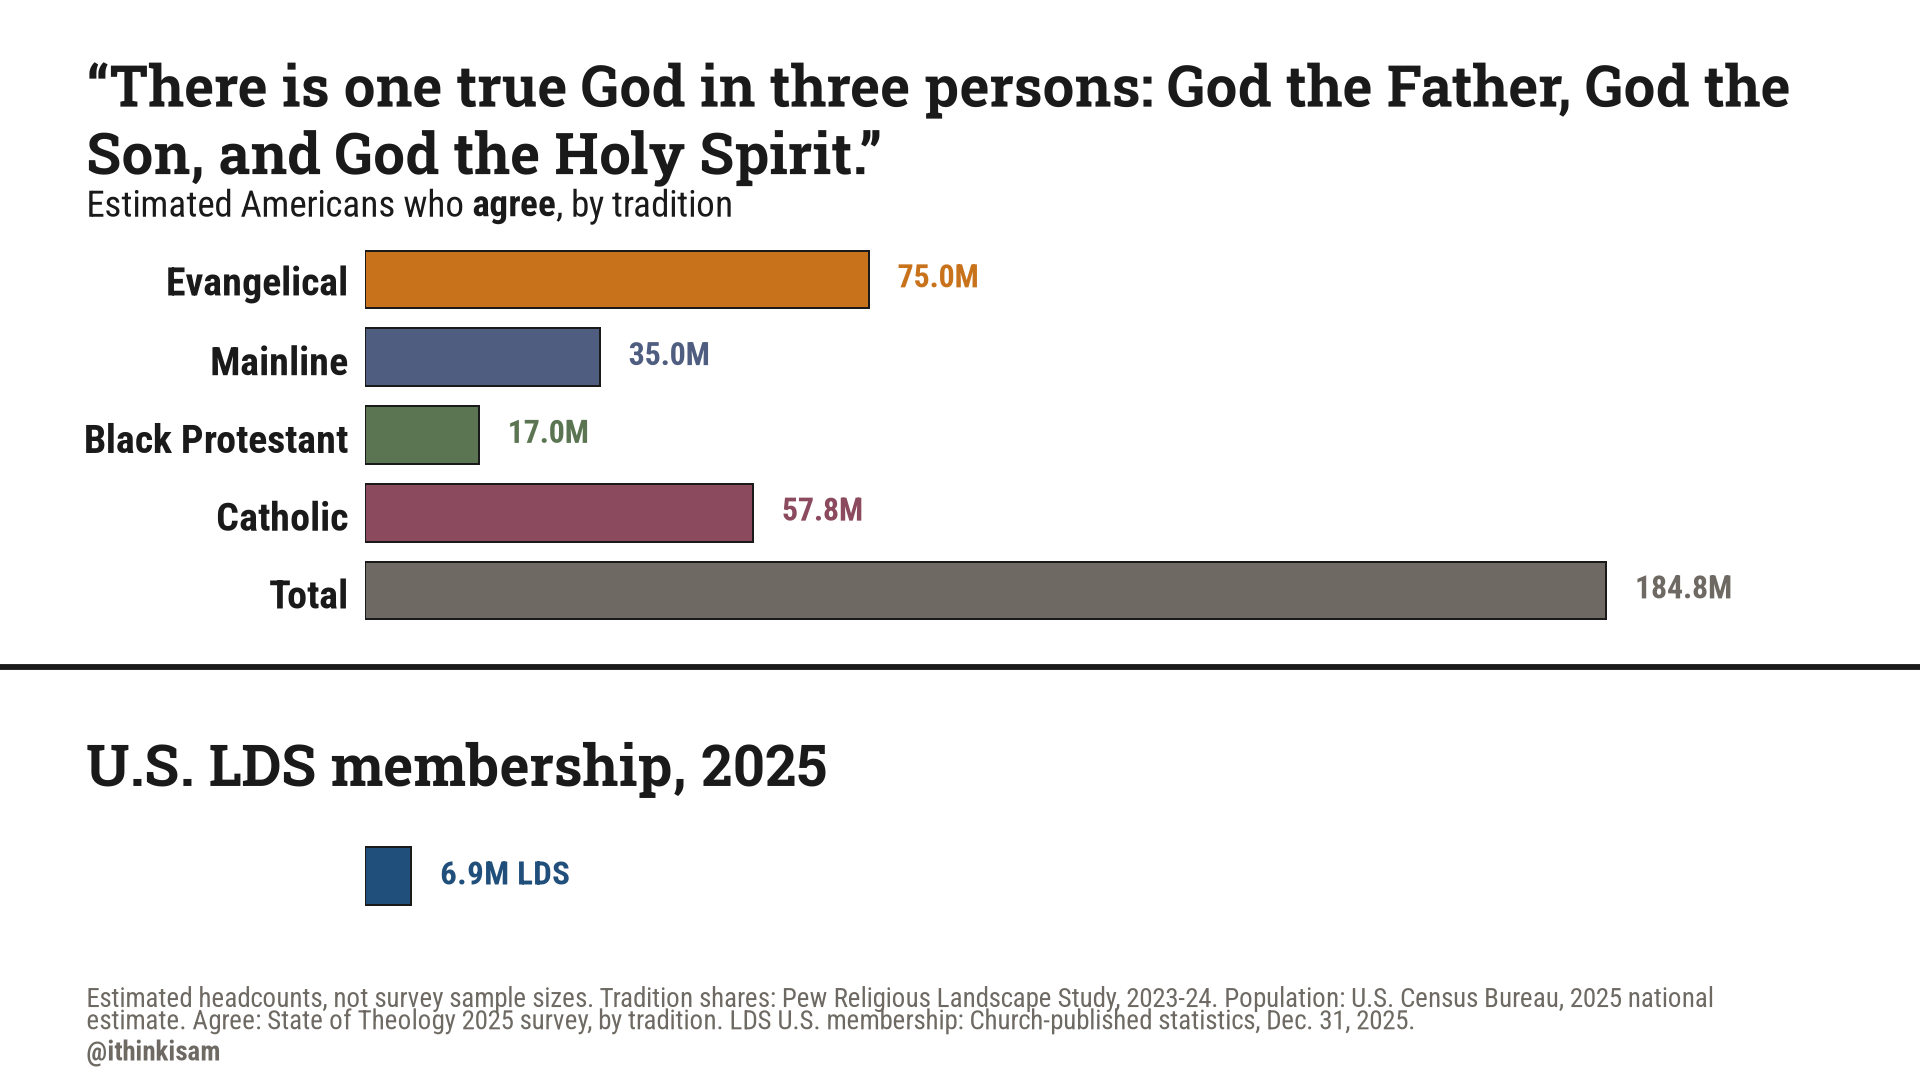 “There is one true God in three persons: God the Father, God the
Son, and God the Holy Spirit.”
Estimated Americans who agree, by tradition
Evangelical 75.0M
Mainline 35.0M
Black Protestant 17.0M
Catholic 57.8M
Total 184.8M
U.S. LDS membership, 2025
6.9M LDS
Estimated headcounts, not survey sample sizes. Tradition shares: Pew Religious Landscape Study, 2023-24. Population: U.S. Census Bureau, 2025 national
estimate. Agree: State of Theology 2025 survey, by tradition. LDS U.S. membership: Church-published statistics, Dec. 31, 2025.
@ithinkisam